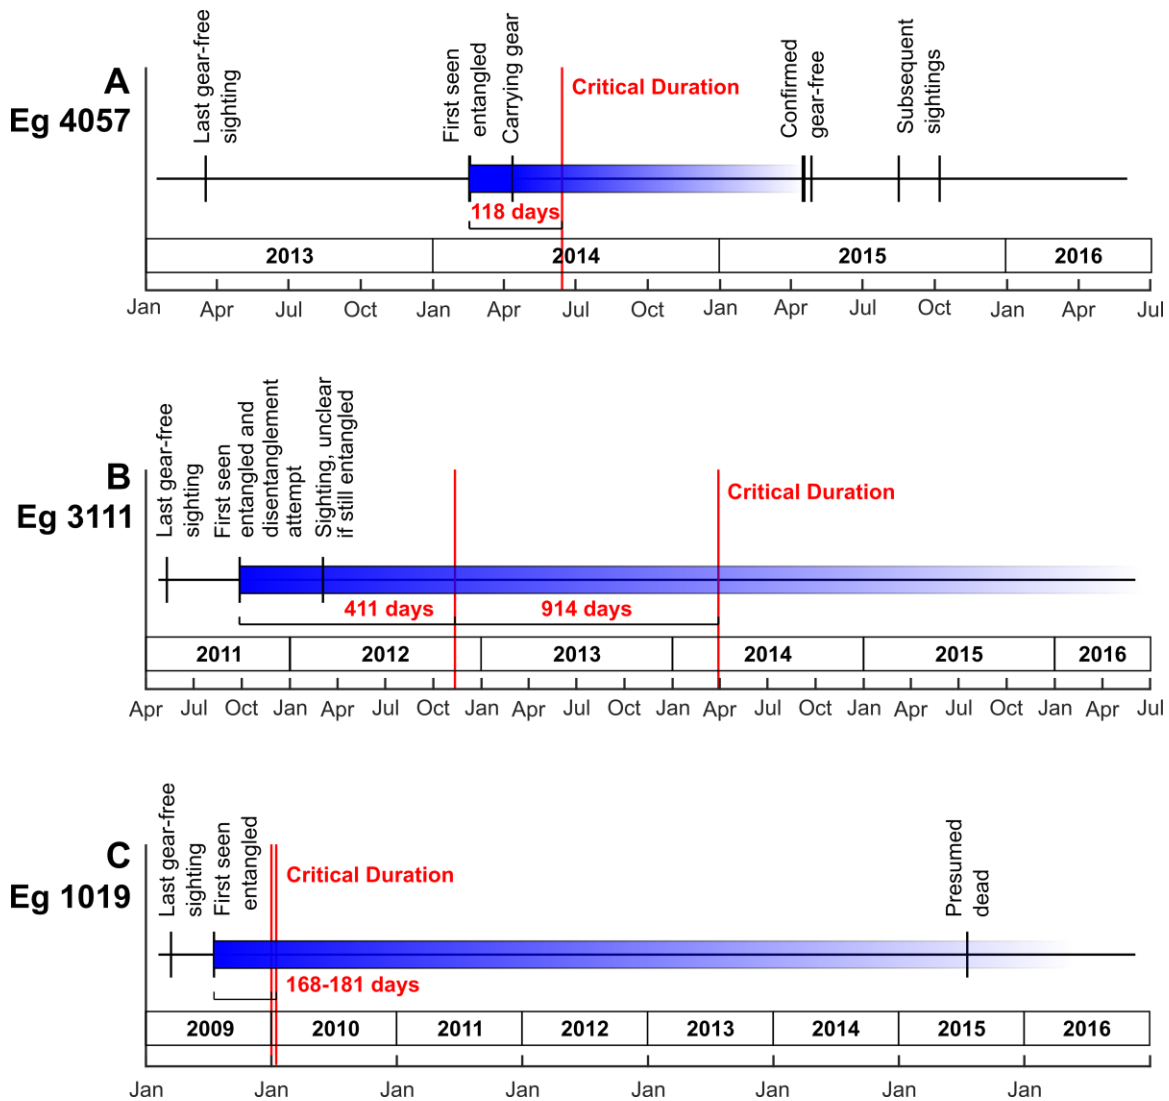 A
Eg 4057
Last gear-free
sighting
First seen
entangled
Carrying gear
Critical Duration
Confirmed
gear-free
Subsequent
sightings
118 days
2013
2014
2015
2016
Jan
Apr
Jul
Oct
Jan
Apr
Jul
Oct
Jan
Apr
Jul
Oct
Jan
Apr
Jul
B
Eg 3111
Last gear-free
sighting
First seen
entangled and
disentanglement
attempt
Sighting, unclear
if still entangled
Critical Duration
411 days
914 days
2011
2012
2013
2014
2015
2016
Apr
Jul
Oct
Jan
Apr
Jul
Oct
Jan
Apr
Jul
Oct
Jan
Apr
Jul
Oct
Jan
Apr
Jul
Oct
Jan
Apr
Jul
C
Eg 1019
Last gear-free
sighting
First seen
entangled
Critical Duration
Presumed
dead
168-181 days
2009
2010
2011
2012
2013
2014
2015
2016
Jan
Jan
Jan
Jan
Jan
Jan
Jan
Jan